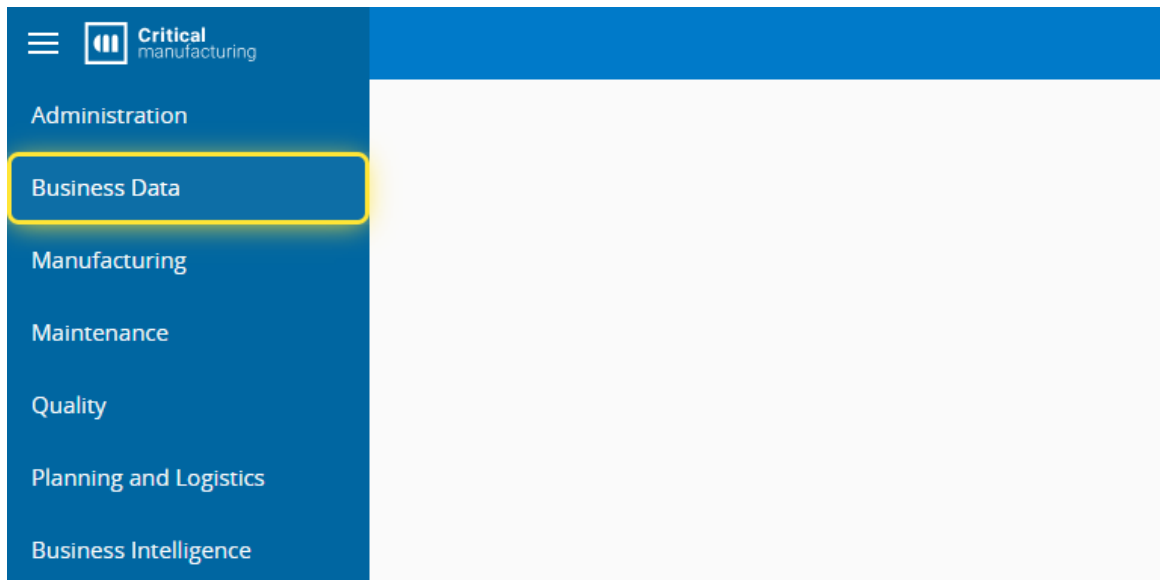 Critical
manufacturing
Administration
Business Data
Manufacturing
Maintenance
Quality
Planning and Logistics
Business Intelligence